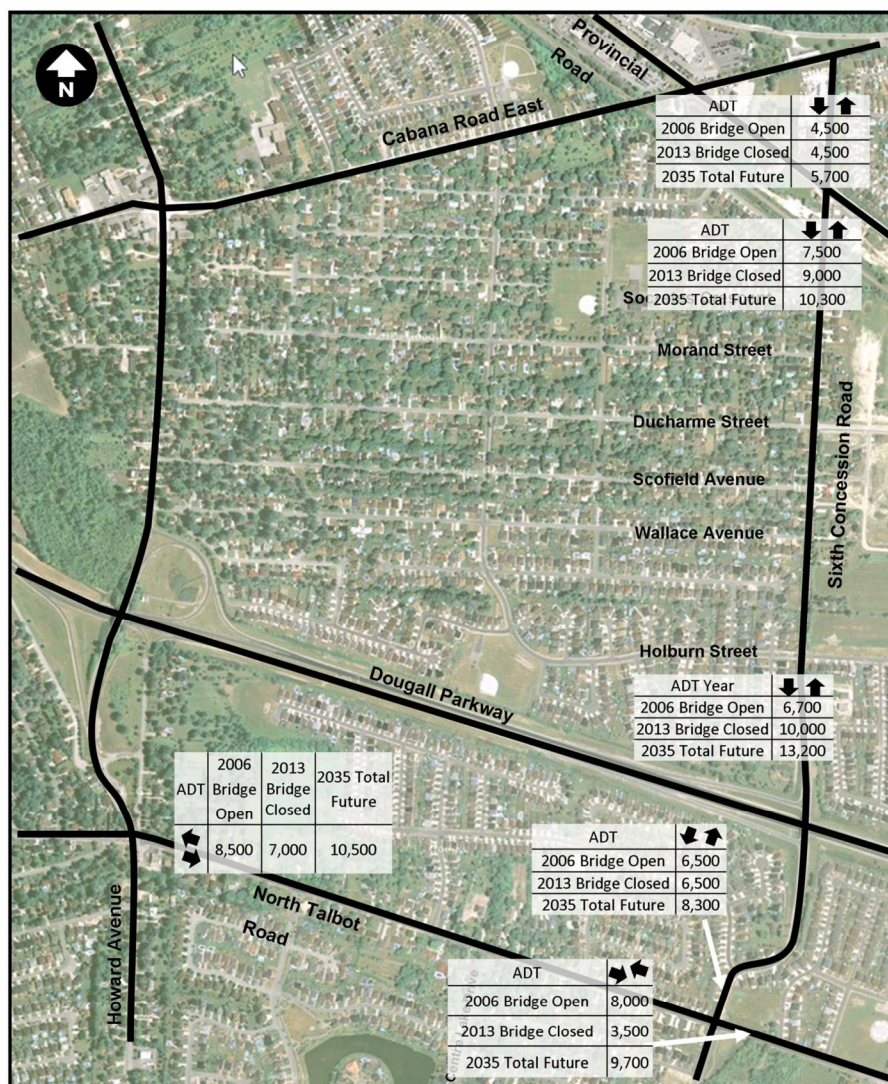 N
Provincial
Road
Cabana Road East
ADT
2006 Bridge Open 4,500
2013 Bridge Closed 4,500
2035 Total Future 5,700
ADT
2006 Bridge Open 7,500
2013 Bridge Closed 9,000
2035 Total Future 10,300
Morand Street
Ducharme Street
Sixth Concession Road
Scofield Avenue
Wallace Avenue
Holburn Street
Dougall Parkway
ADT Year
2006 Bridge Open 6,700
2013 Bridge Closed 10,000
2035 Total Future 13,200
ADT
2006
Bridge
Open
2013
Bridge
Closed
2035 Total
Future
8,500 7,000 10,500
ADT
2006 Bridge Open 6,500
2013 Bridge Closed 6,500
2035 Total Future 8,300
North Talbot
Road
Howard Avenue
ADT
2006 Bridge Open 8,000
2013 Bridge Closed 3,500
2035 Total Future 9,700